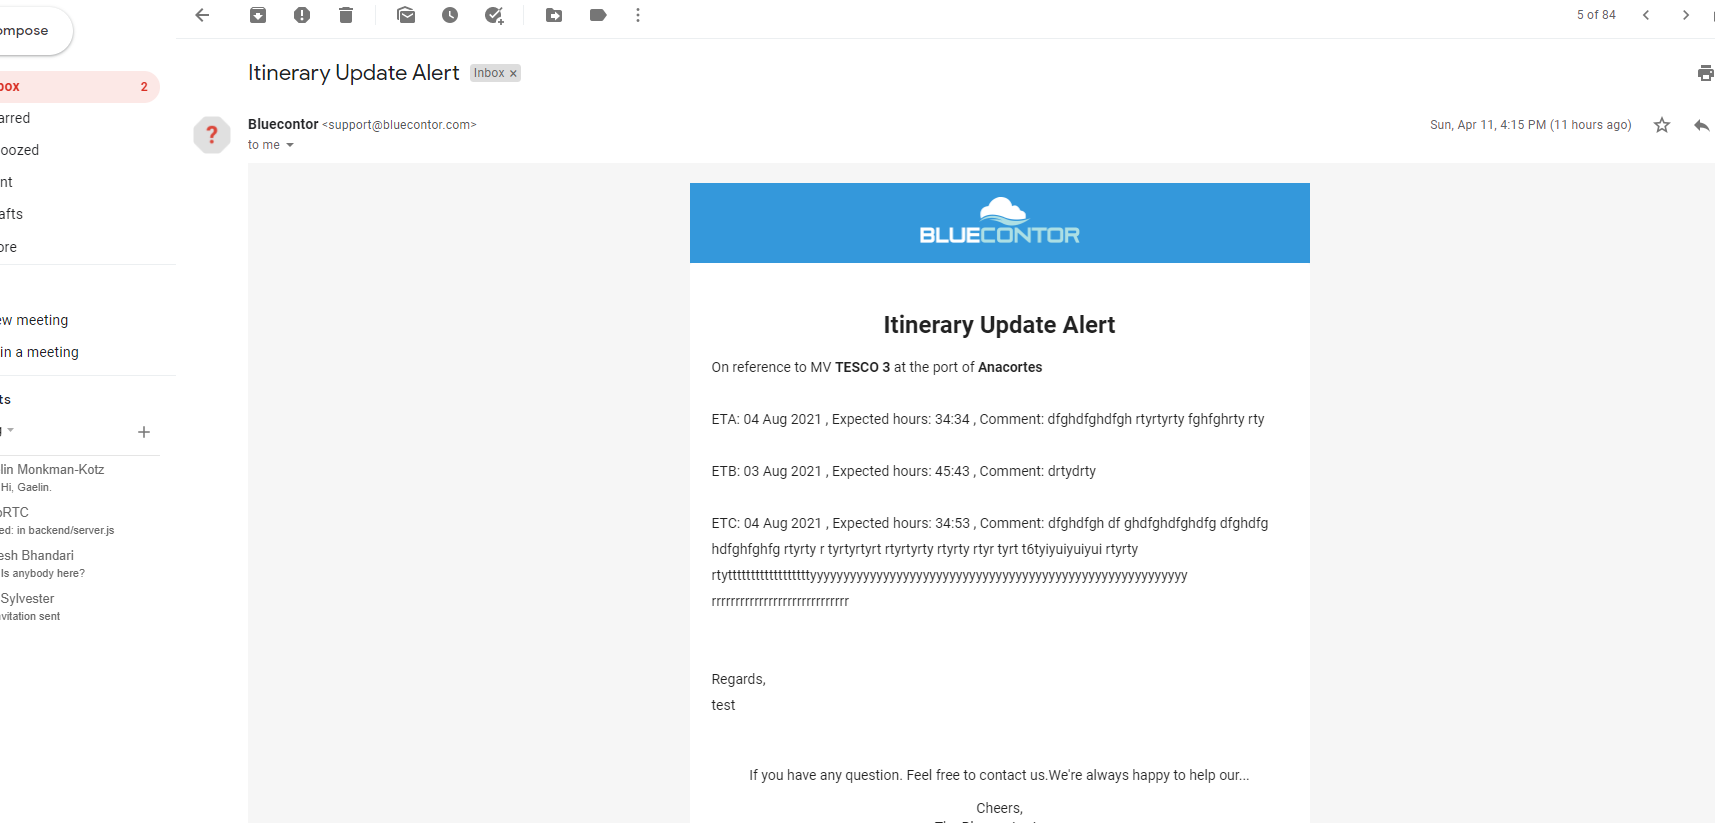 ompose
5 of 84
Itinerary Update Alert
Inbox ×
box
2
Bluecontor <support@bluecontor.com>
Sun, Apr 11, 4:15 PM (11 hours ago)
to me
?
arred
oozed
nt
afts
ore
ew meeting
in a meeting
ts
lin Monkman-Kotz
Hi, Gaelin.
oRTC
ed: in backend/server.js
esh Bhandari
Is anybody here?
Sylvester
nvitation sent
BLUECONTOR
Itinerary Update Alert
On reference to MV TESCO 3 at the port of Anacortes
ETA: 04 Aug 2021 , Expected hours: 34:34 , Comment: dfghdfghdfgh rtyrtyrty fghfghrty rty
ETB: 03 Aug 2021 , Expected hours: 45:43 , Comment: drtydrty
ETC: 04 Aug 2021 , Expected hours: 34:53 , Comment: dfghdfgh df ghdfghdfghdfg dfghdfg
hdfghfghfg rtyrty r tyrtyrtyrt rtyrtyrty rtyrty rtyr tyrt t6tyiyuiyuiyui rtyrty
Regards,
test
If you have any question. Feel free to contact us.We're always happy to help our...
Cheers,